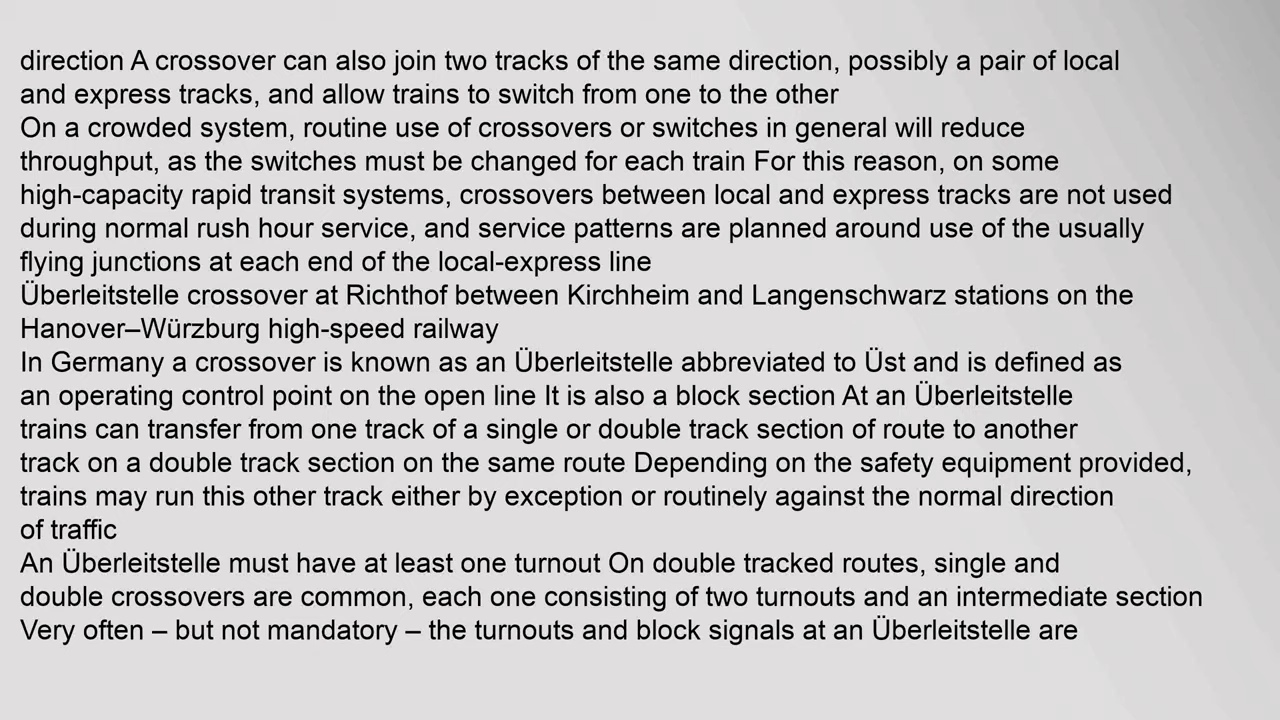 direction A crossover can also join two tracks of the same direction, possibly a pair of local
and express tracks, and allow trains to switch from one to the other
On a crowded system, routine use of crossovers or switches in general will reduce
throughput, as the switches must be changed for each train For this reason, on some
high-capacity rapid transit systems, crossovers between local and express tracks are not used
during normal rush hour service, and service patterns are planned around use of the usually
flying junctions at each end of the local-express line
Überleitstelle crossover at Richthof between Kirchheim and Langenschwarz stations on the
Hanover–Würzburg high-speed railway
In Germany a crossover is known as an Überleitstelle abbreviated to Üst and is defined as
an operating control point on the open line It is also a block section At an Überleitstelle
trains can transfer from one track of a single or double track section of route to another
track on a double track section on the same route Depending on the safety equipment provided,
trains may run this other track either by exception or routinely against the normal direction
of traffic
An Überleitstelle must have at least one turnout On double tracked routes, single and
double crossovers are common, each one consisting of two turnouts and an intermediate section
Very often – but not mandatory – the turnouts and block signals at an Überleitstelle are